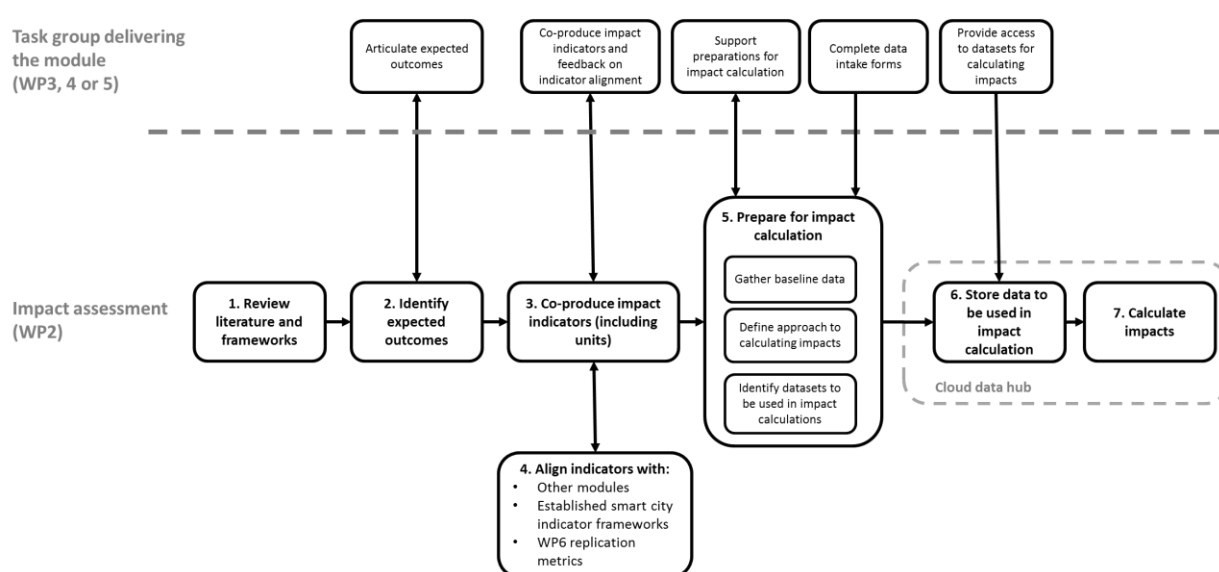 Task group delivering
the module
(WP3, 4 or 5)
Articulate expected
outcomes
Co-produce impact
indicators and
feedback on
indicator alignment
Support
preparations for
impact calculation
Complete data
intake forms
Provide access
to datasets for
calculating
impacts
Impact assessment
(WP2)
1. Review
literature and
frameworks
2. Identify
expected
outcomes
3. Co-produce impact
indicators (including
units)
4. Align indicators with:
• Other modules
• Established smart city
indicator frameworks
• WP6 replication
metrics
5. Prepare for impact
calculation
Gather baseline data
Define approach to
calculating impacts
Identify datasets to
be used in impact
calculations
6. Store data to
be used in
impact
calculation
7. Calculate
impacts
Cloud data hub